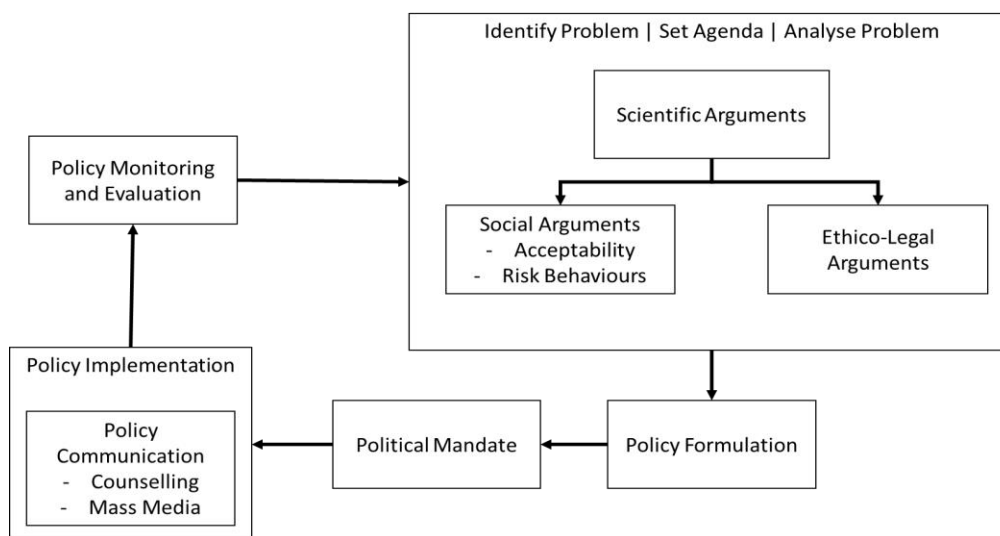 Identify Problem | Set Agenda | Analyse Problem
Scientific Arguments
Social Arguments
- Acceptability
- Risk Behaviours
Ethico-Legal
Arguments
Policy Monitoring
and Evaluation
Policy Implementation
Policy
Communication
- Counselling
- Mass Media
Political Mandate
Policy Formulation